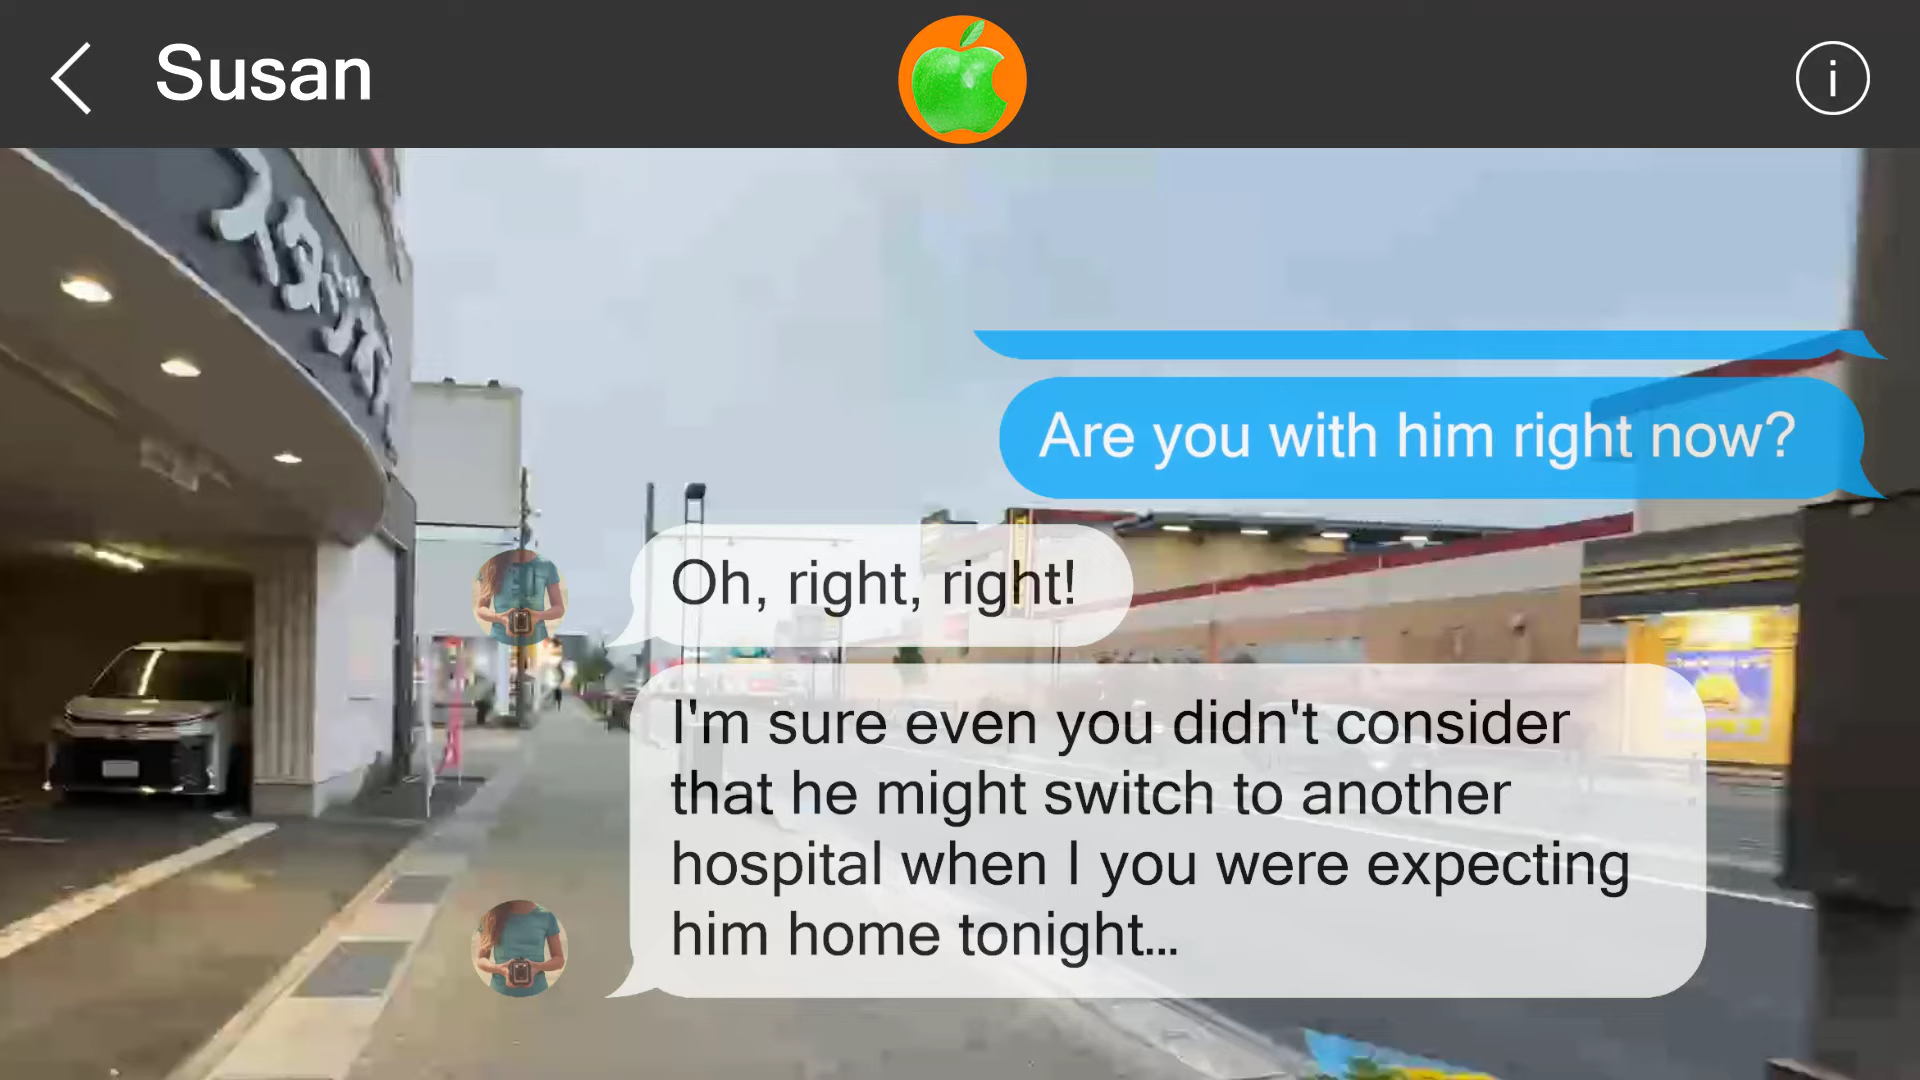 Susan
i
Are you with him right now?
Oh, right, right!
I'm sure even you didn't consider
that he might switch to another
hospital when I you were expecting
him home tonight...